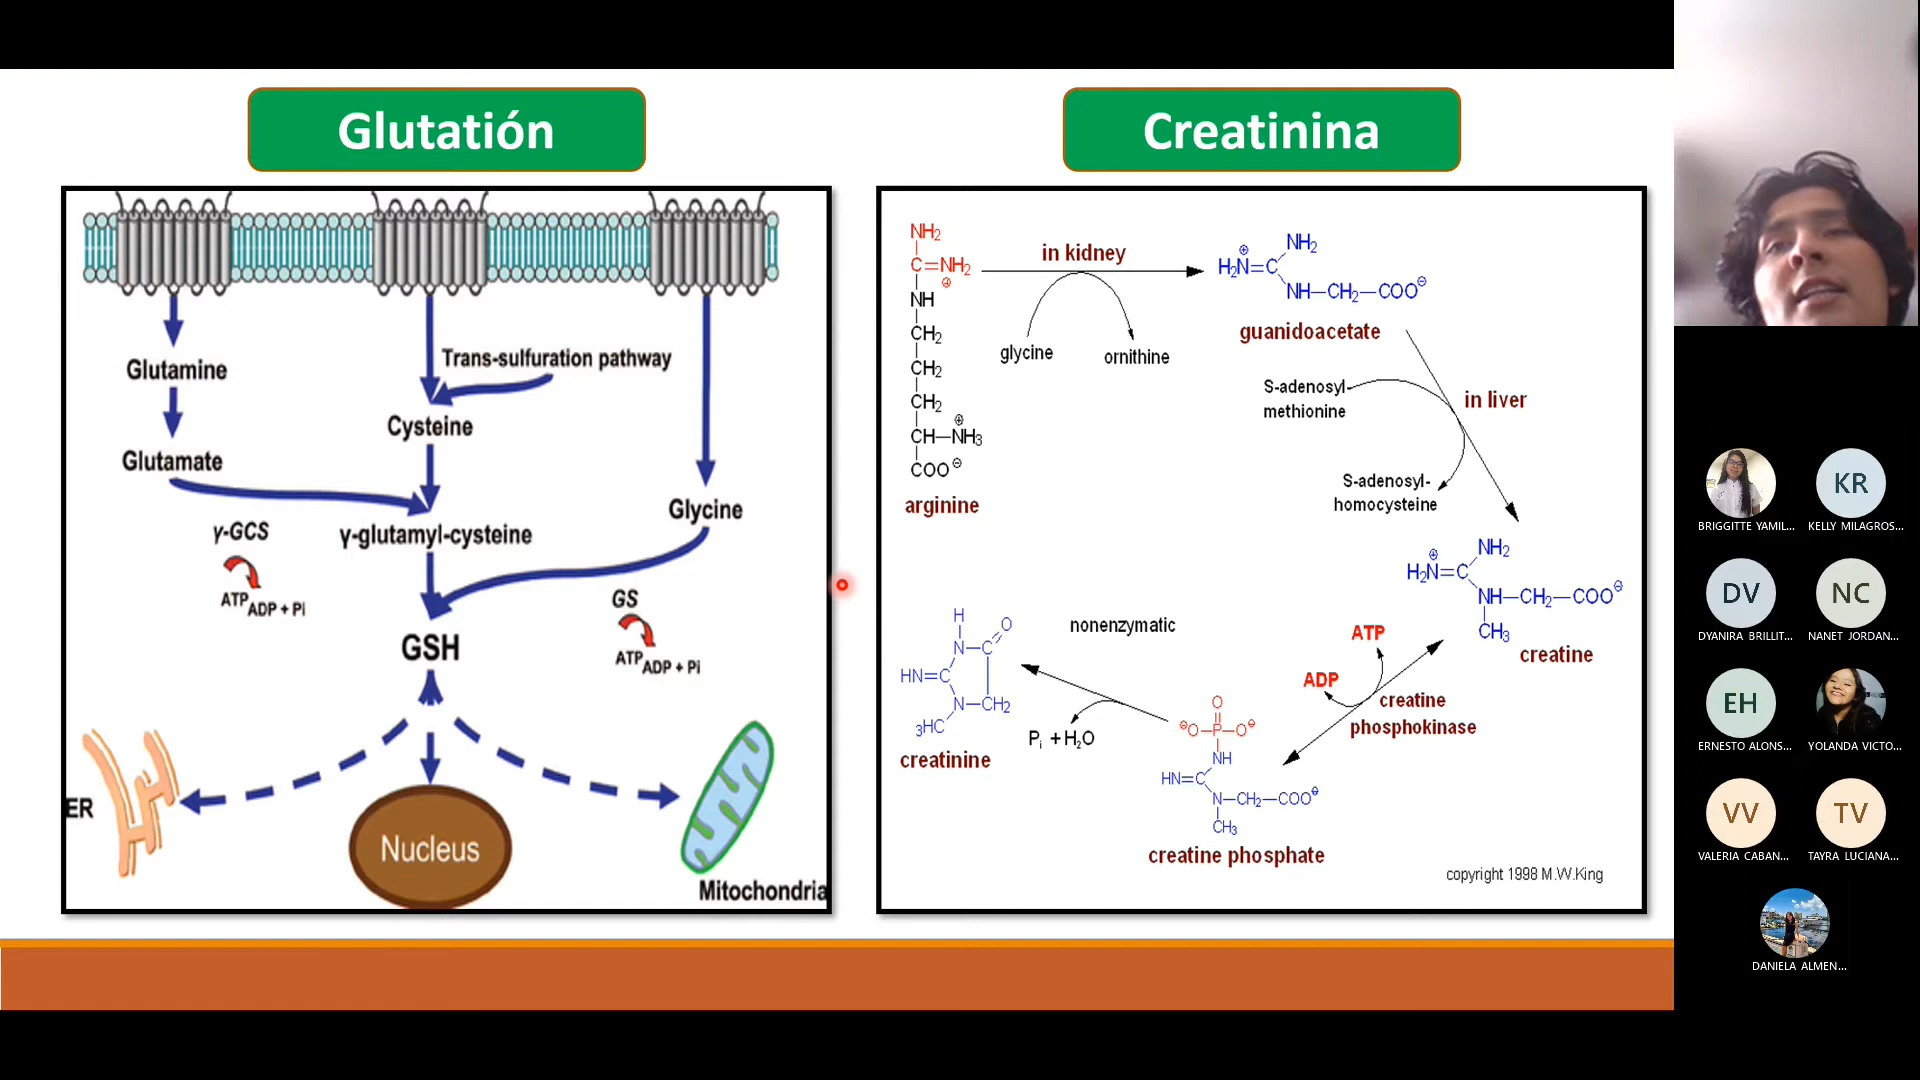 Glutatión
Glutamine
Glutamate
Trans-sulfuration pathway
Cysteine
Glycine
γ-GCS
γ-glutamyl-cysteine
ATP
ADP + Pi
GS
ATP
ADP + Pi
GSH
ER
Nucleus
Mitochondria
Creatinina
NH2
C=NH2
⊕
NH
CH2
CH2
CH2
⊕
CH—NH3
COO⊖
arginine
in kidney
glycine
ornithine
NH2
⊕
H2N=C
NH—CH2—COO⊖
guanidoacetate
S-adenosyl-
methionine
in liver
S-adenosyl-
homocysteine
NH2
⊕
H2N=C
NH—CH2—COO⊖
CH3
creatine
ATP
ADP
creatine
phosphokinase
O
⊖O—P—O⊖
NH
HN=C
N—CH2—COO⊖
CH3
creatine phosphate
nonenzymatic
Pi + H2O
H
O
N—C
HN=C
N—CH2
3HC
creatinine
copyright 1998 M.W.King
BRIGGITTE YAMIL...
KR
KELLY MILAGROS...
DV
DYANIRA BRILLIT...
NC
NANET JORDAN...
EH
ERNESTO ALONS...
YOLANDA VICTO...
VV
VALERIA CABAN...
TV
TAYRA LUCIANA...
DANIELA ALMEN...